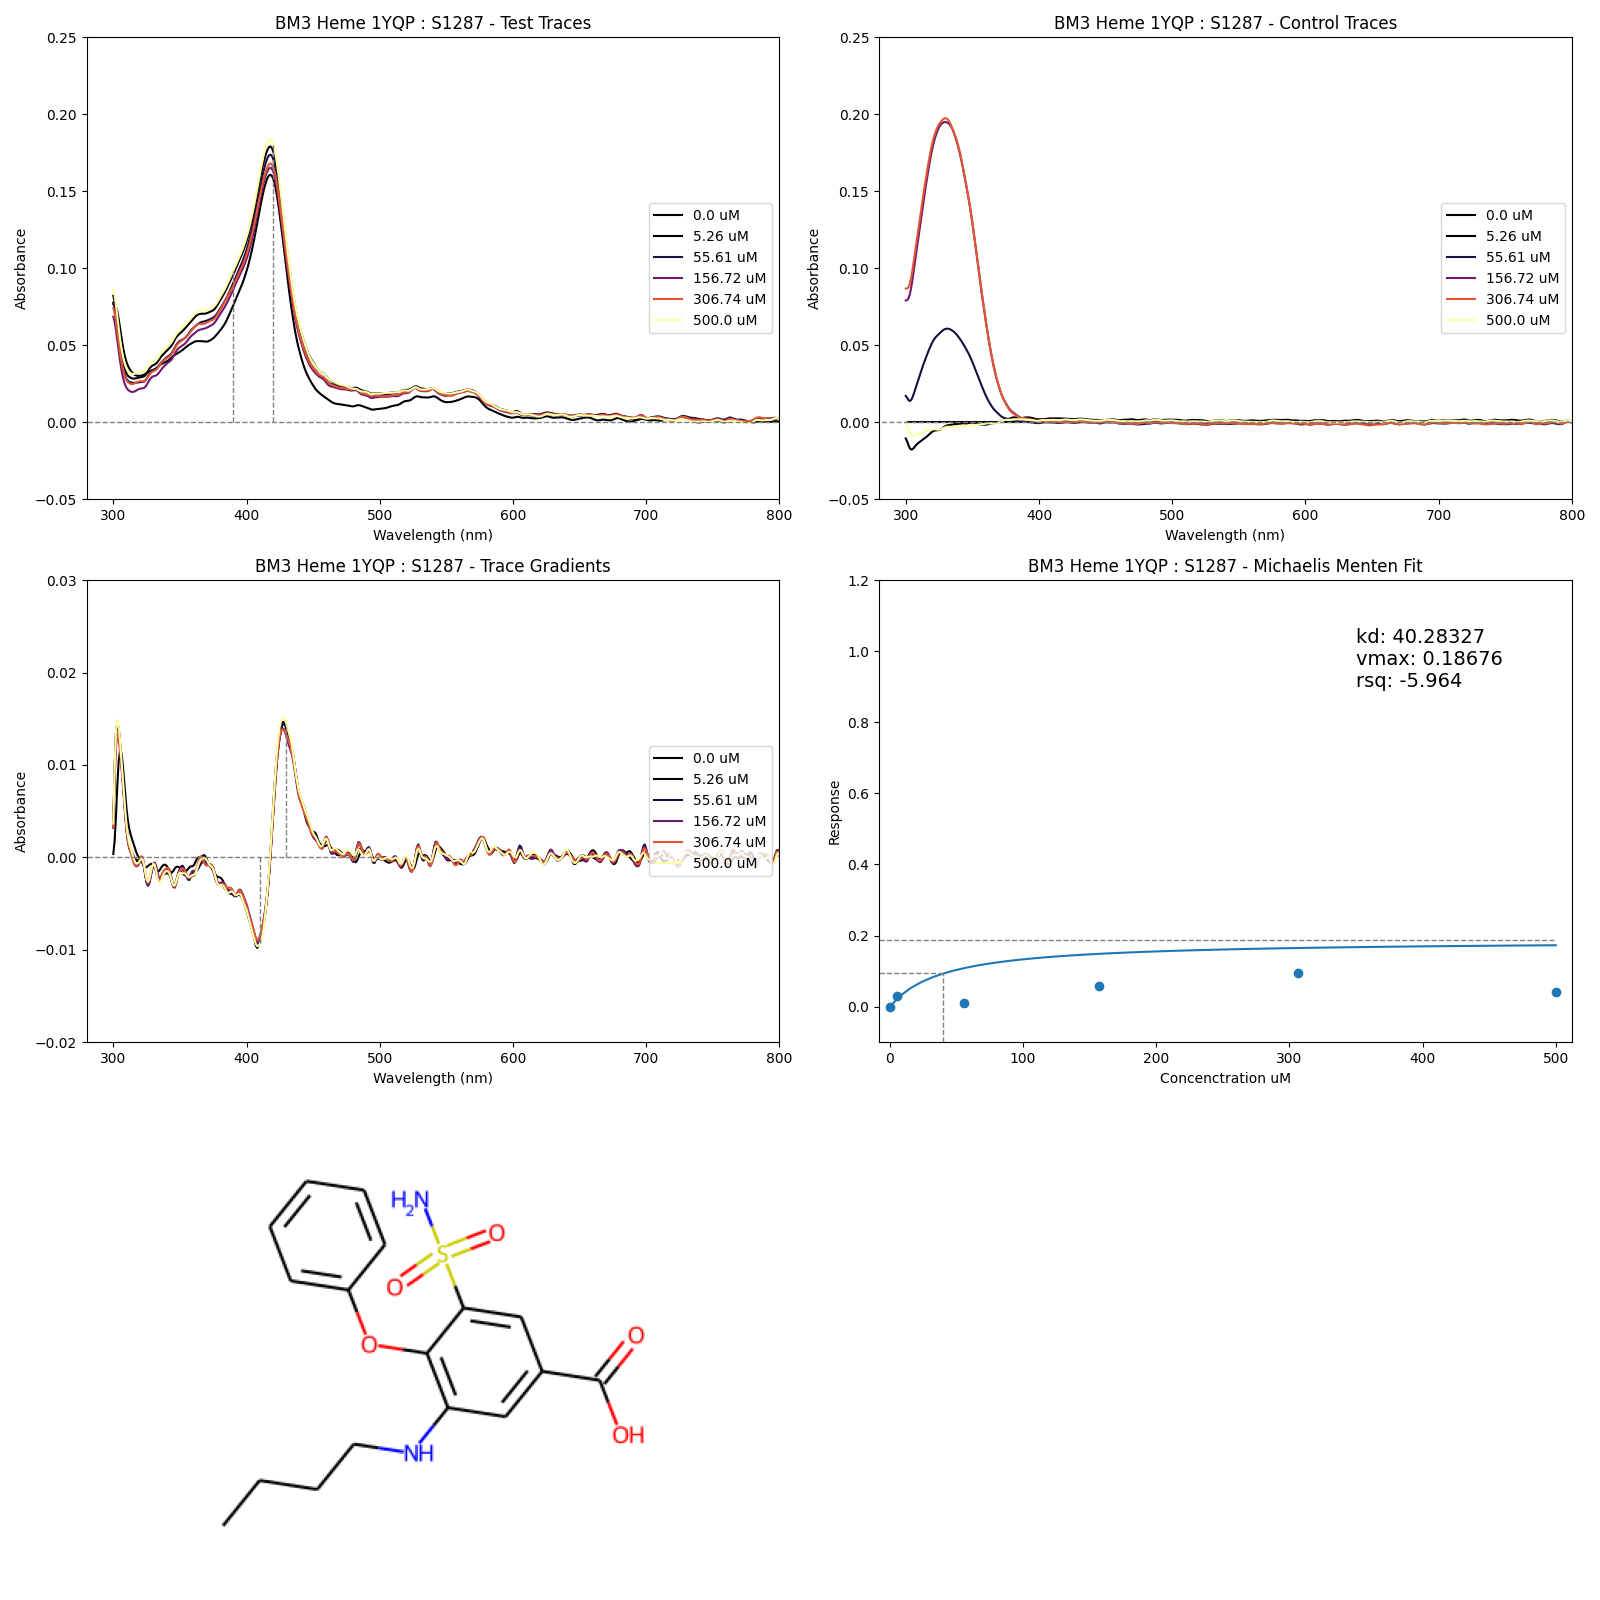 BM3 Heme 1YQP : S1287 - Test Traces
0.25
0.20
0.15
0.10
0.05
0.00
−0.05
Absorbance
300 400 500 600 700 800
Wavelength (nm)
0.0 uM
5.26 uM
55.61 uM
156.72 uM
306.74 uM
500.0 uM
BM3 Heme 1YQP : S1287 - Control Traces
0.25
0.20
0.15
0.10
0.05
0.00
−0.05
Absorbance
300 400 500 600 700 800
Wavelength (nm)
0.0 uM
5.26 uM
55.61 uM
156.72 uM
306.74 uM
500.0 uM
BM3 Heme 1YQP : S1287 - Trace Gradients
0.03
0.02
0.01
0.00
−0.01
−0.02
Absorbance
300 400 500 600 700 800
Wavelength (nm)
0.0 uM
5.26 uM
55.61 uM
156.72 uM
306.74 uM
500.0 uM
BM3 Heme 1YQP : S1287 - Michaelis Menten Fit
1.2
1.0
0.8
0.6
0.4
0.2
0.0
Response
kd: 40.28327
vmax: 0.18676
rsq: -5.964
0 100 200 300 400 500
Concenctration uM
H2N
O
S
O
O
O
OH
NH